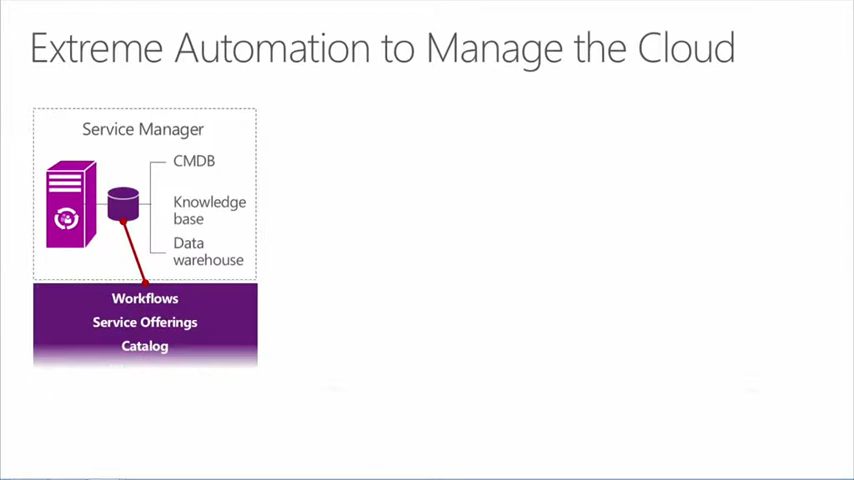 Extreme Automation to Manage the Cloud
Service Manager
CMDB
Knowledge
base
Data
warehouse
Workflows
Service Offerings
Catalog